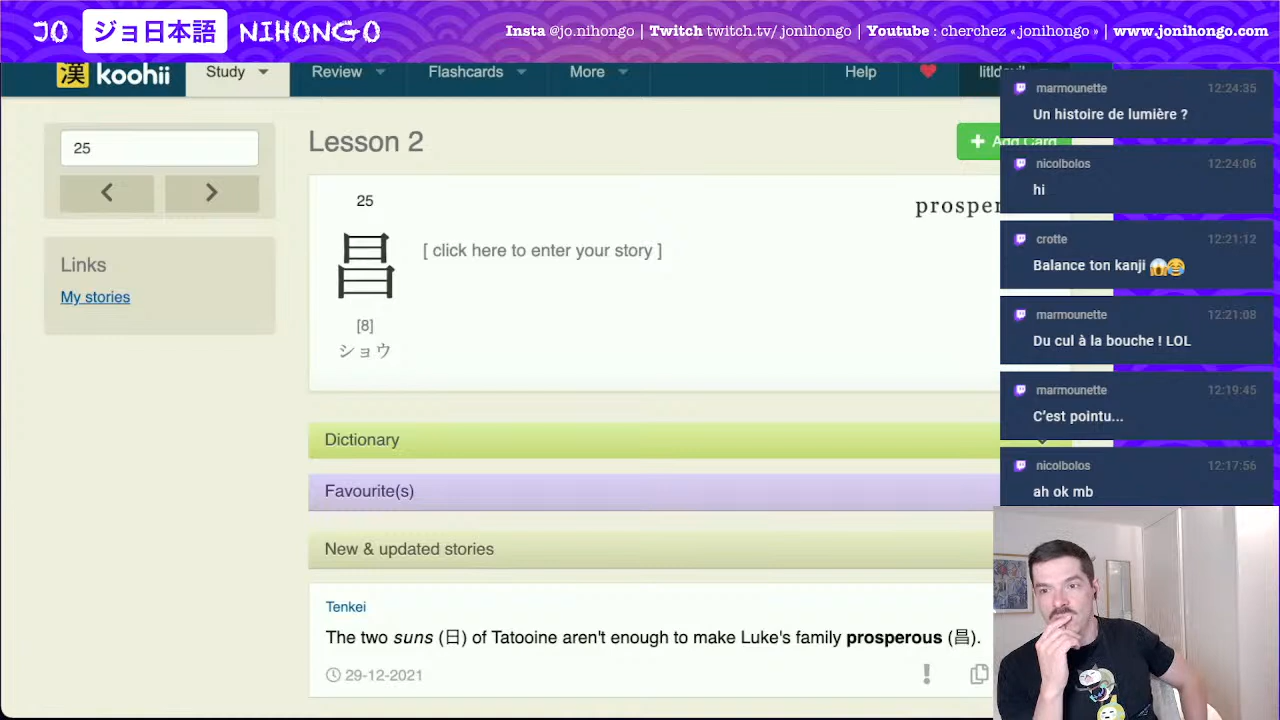 JO ジョ日本語 NIHONGO
Insta @jo.nihongo | Twitch twitch.tv/ jonihongo | Youtube : cherchez « jonihongo » | www.jonihongo.com
漢 koohii Study Review Flashcards More Help
25
Lesson 2
Add Card
25
昌
[8]
ショウ
[ click here to enter your story ]
Links
My stories
Dictionary
Favourite(s)
New & updated stories
Tenkei
The two suns (日) of Tatooine aren't enough to make Luke's family prosperous (昌).
29-12-2021
marmounette 12:24:35
Un histoire de lumière ?
nicolbolos 12:24:06
hi
crotte 12:21:12
Balance ton kanji 😱😂
marmounette 12:21:08
Du cul à la bouche ! LOL
marmounette 12:19:45
C'est pointu...
nicolbolos 12:17:56
ah ok mb